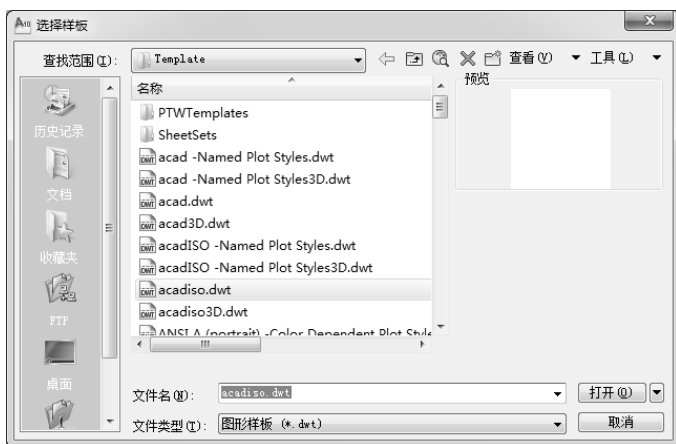 选择样板
查找范围(I): Template 查看(V) 工具(L)
名称
预览
PTWTemplates
SheetSets
acad -Named Plot Styles.dwt
acad -Named Plot Styles3D.dwt
acad.dwt
acad3D.dwt
acadISO -Named Plot Styles.dwt
acadISO -Named Plot Styles3D.dwt
acadiso.dwt
acadiso3D.dwt
ANSI A (portrait) -Color Dependent Plot Style
历史记录
文档
收藏夹
FTP
桌面
文件名(N): acadiso.dwt 打开(O)
文件类型(T): 图形样板 (*.dwt) 取消